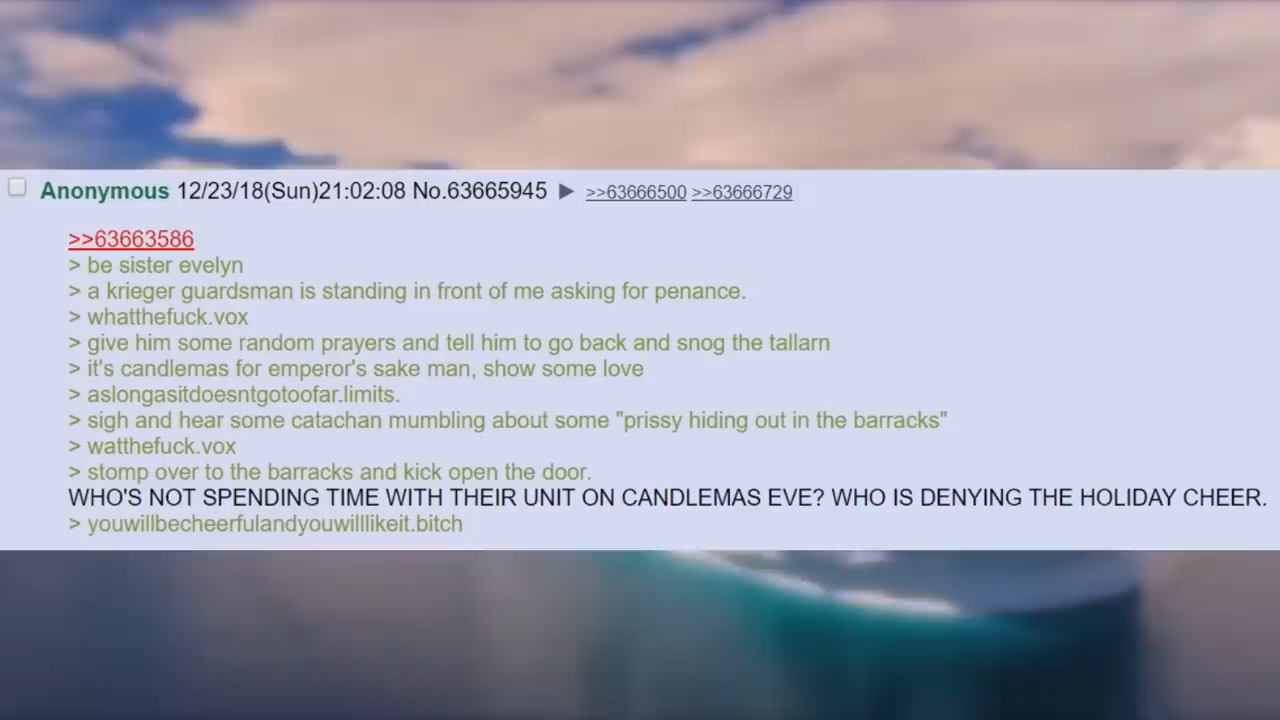 Anonymous 12/23/18(Sun)21:02:08 No.63665945 ▶ >>63666500 >>63666729
>>63663586
> be sister evelyn
> a krieger guardsman is standing in front of me asking for penance.
> whatthefuck.vox
> give him some random prayers and tell him to go back and snog the tallarn
> it's candlemas for emperor's sake man, show some love
> aslongasitdoesntgotoofar.limits.
> sigh and hear some catachan mumbling about some "prissy hiding out in the barracks"
> watthefuck.vox
> stomp over to the barracks and kick open the door.
WHO'S NOT SPENDING TIME WITH THEIR UNIT ON CANDLEMAS EVE? WHO IS DENYING THE HOLIDAY CHEER.
> youwillbecheerfulandyouwilllikeit.bitch